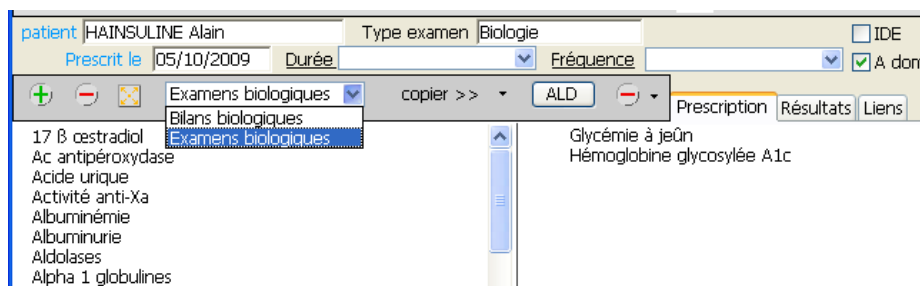 patient HAINSULINE Alain Type examen Biologie IDE
Prescrit le 05/10/2009 Durée Fréquence A dom
Examens biologiques copier >> ALD Prescription Résultats Liens
Bilans biologiques
Examens biologiques
17 ß œstradiol
Ac antipéroxydase
Acide urique
Activité anti-Xa
Albuminémie
Albuminurie
Aldolases
Alpha 1 globulines
Glycémie à jeûn
Hémoglobine glycosylée A1c